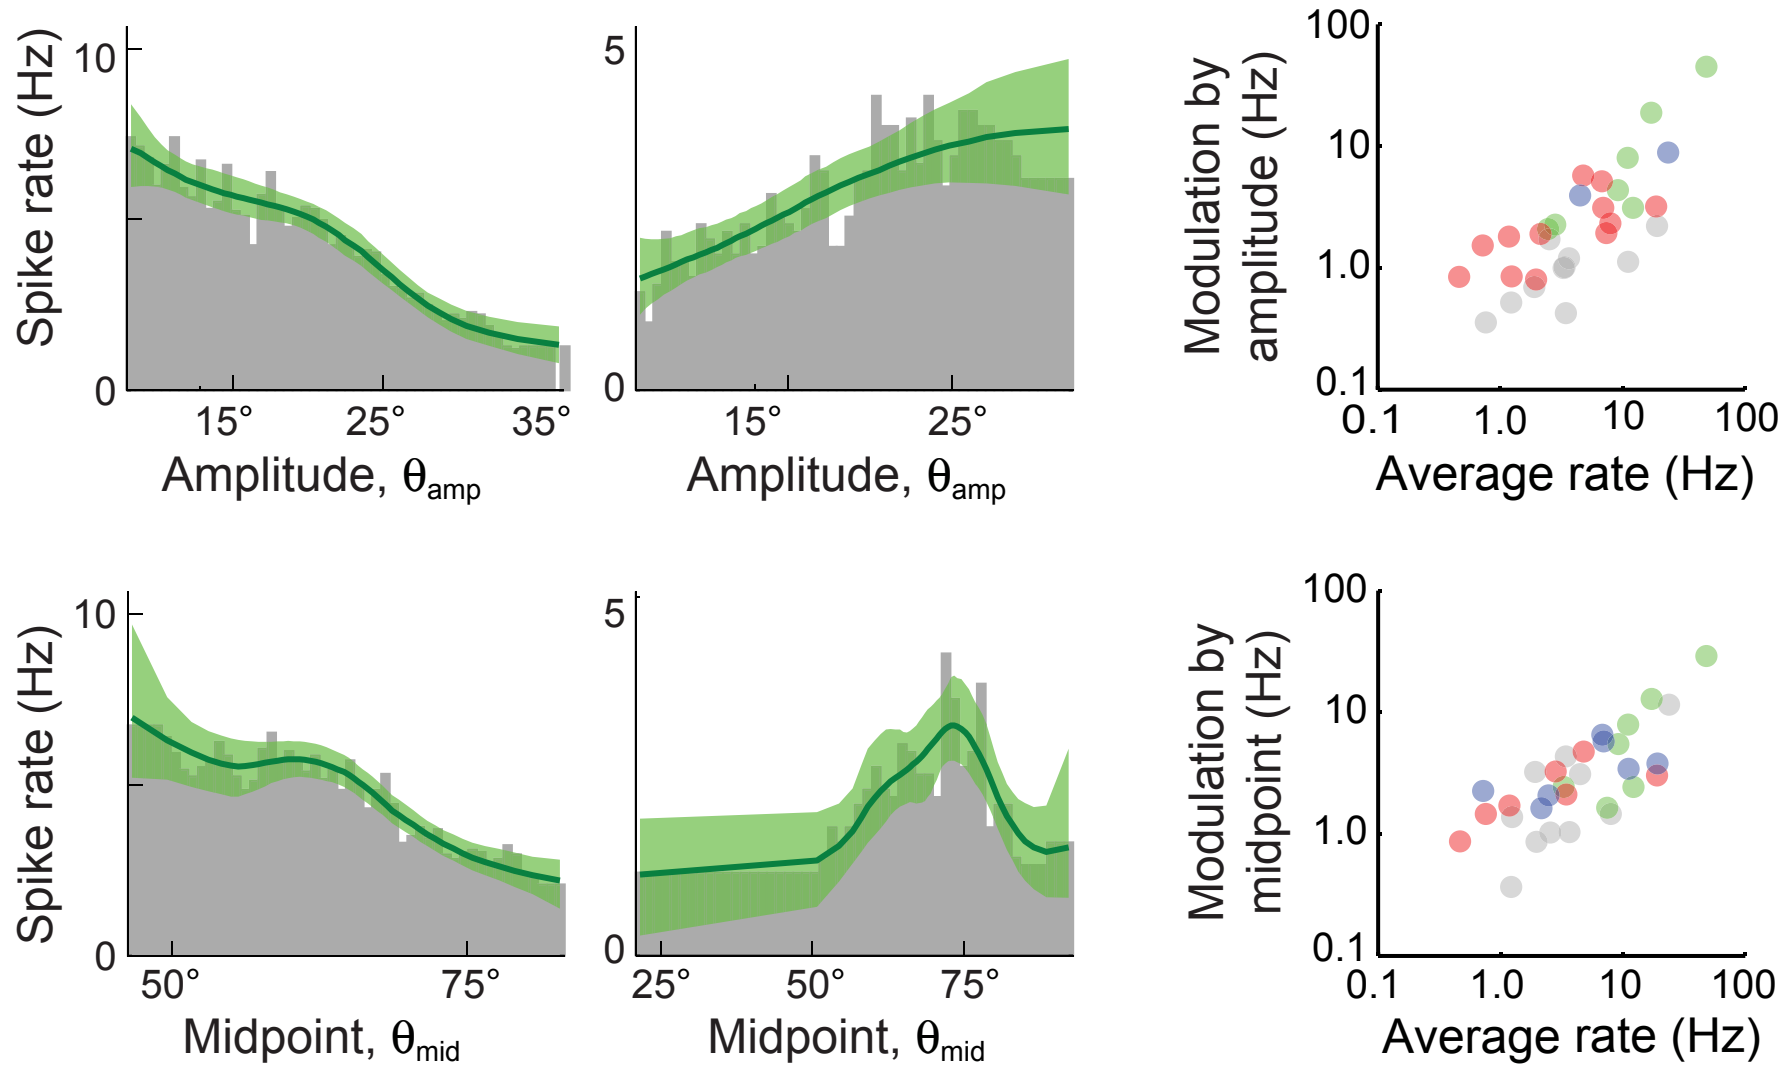 Spike rate (Hz)
10
0
15° 25° 35°
Amplitude, θamp
5
0
15° 25°
Amplitude, θamp
Modulation by
amplitude (Hz)
100
10
1.0
0.1
0.1 1.0 10 100
Average rate (Hz)
Spike rate (Hz)
10
0
50° 75°
Midpoint, θmid
5
0
25° 50° 75°
Midpoint, θmid
Modulation by
midpoint (Hz)
100
10
1.0
0.1
0.1 1.0 10 100
Average rate (Hz)